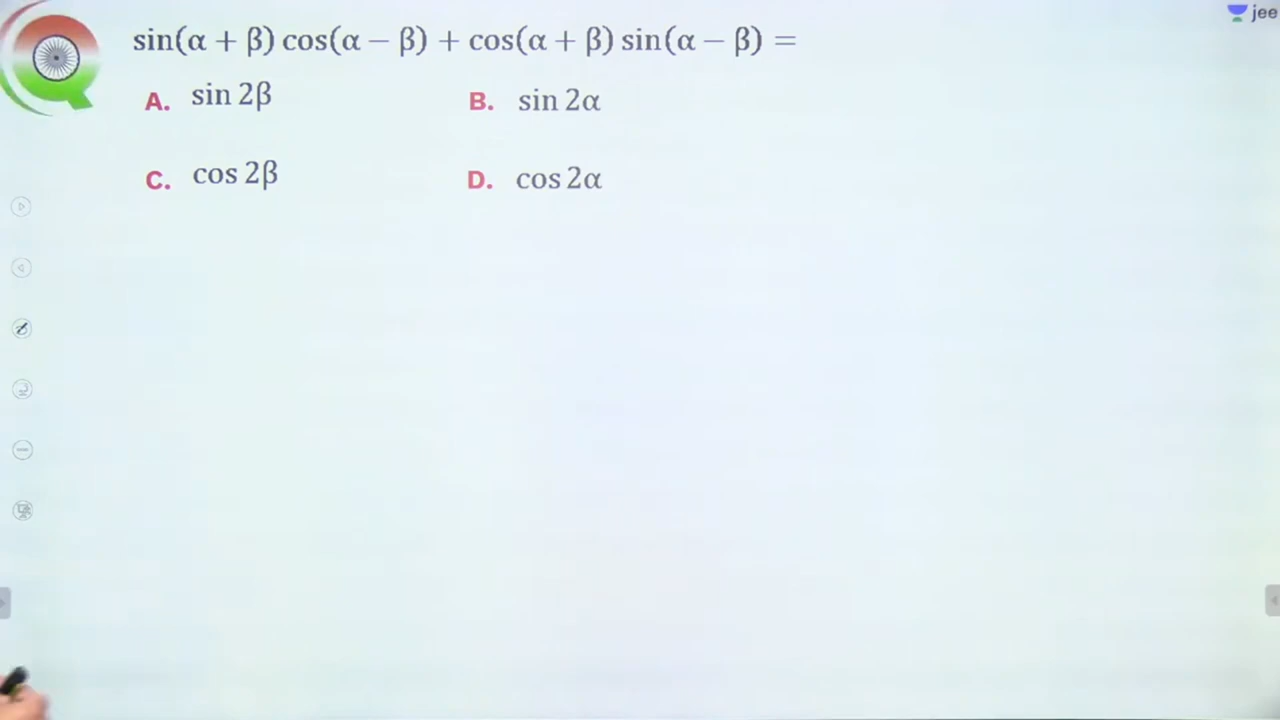 jee
sin(α + β) cos(α − β) + cos(α + β) sin(α − β) =
A. sin 2β B. sin 2α
C. cos 2β D. cos 2α